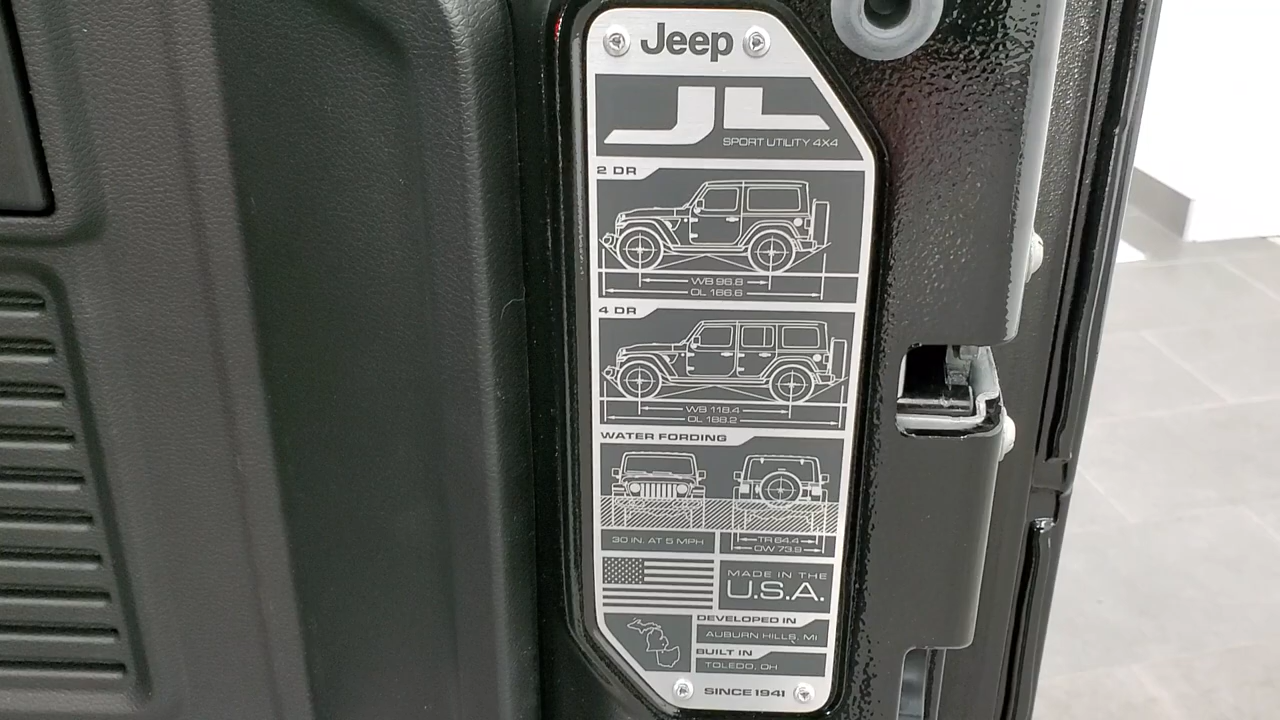 Jeep
JL
SPORT UTILITY 4X4
2 DR
WB 96.8
OL 166.6
4 DR
WB 118.4
OL 188.2
WATER FORDING
30 IN. AT 5 MPH
TR 64.4
OW 73.9
MADE IN THE
U.S.A.
DEVELOPED IN
AUBURN HILLS, MI
BUILT IN
TOLEDO, OH
SINCE 1941